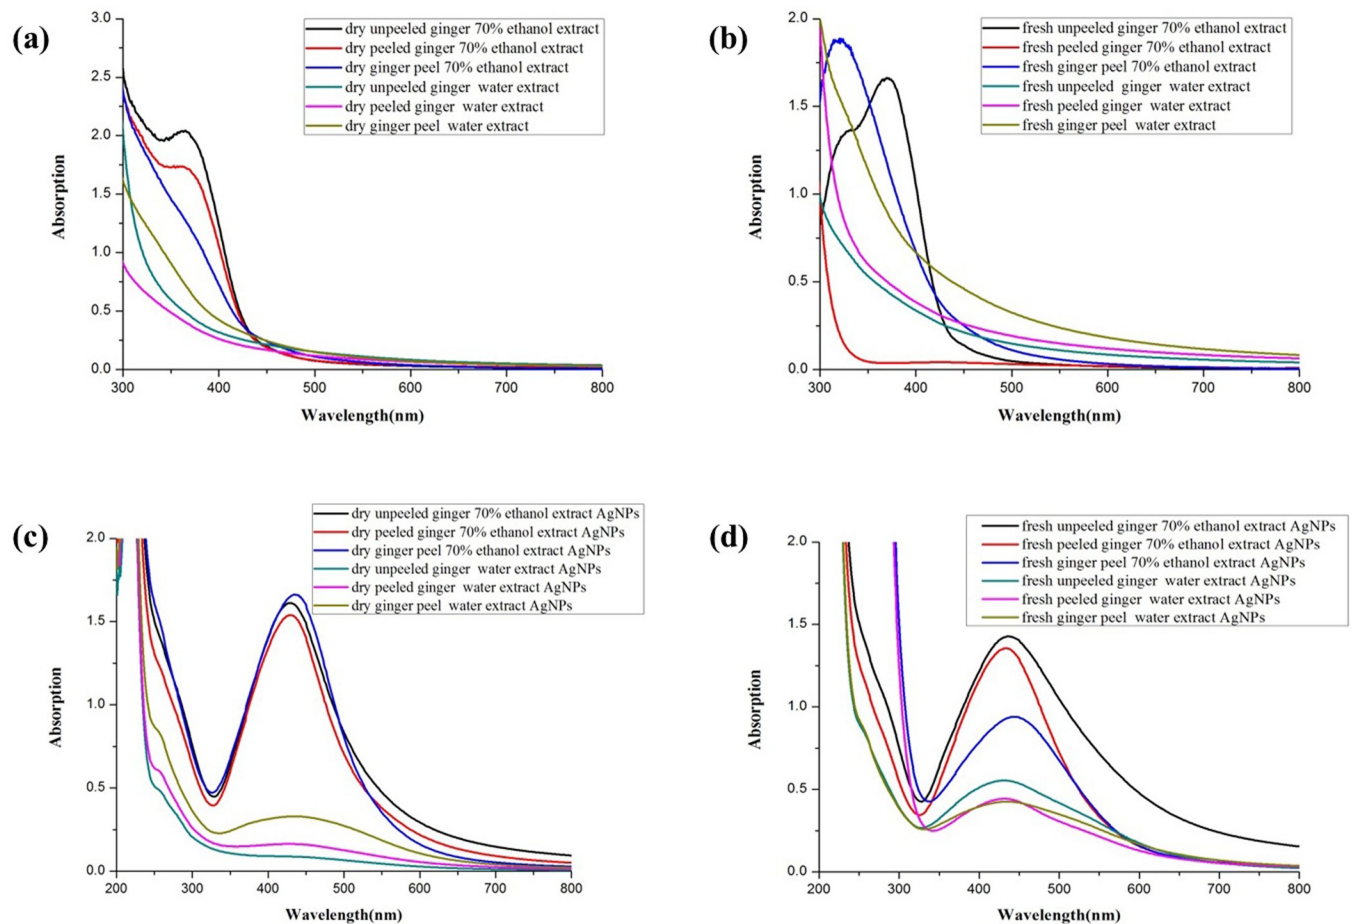 (a)
3.0
2.5
2.0
1.5
1.0
0.5
0.0
Absorption
dry unpeeled ginger 70% ethanol extract
dry peeled ginger 70% ethanol extract
dry ginger peel 70% ethanol extract
dry unpeeled ginger water extract
dry peeled ginger water extract
dry ginger peel water extract
300 400 500 600 700 800
Wavelength(nm)
(b)
2.0
1.5
1.0
0.5
0.0
Absorption
fresh unpeeled ginger 70% ethanol extract
fresh peeled ginger 70% ethanol extract
fresh ginger peel 70% ethanol extract
fresh unpeeled ginger water extract
fresh peeled ginger water extract
fresh ginger peel water extract
300 400 500 600 700 800
Wavelength(nm)
(c)
2.0
1.5
1.0
0.5
0.0
Absorption
dry unpeeled ginger 70% ethanol extract AgNPs
dry peeled ginger 70% ethanol extract AgNPs
dry ginger peel 70% ethanol extract AgNPs
dry unpeeled ginger water extract AgNPs
dry peeled ginger water extract AgNPs
dry ginger peel water extract AgNPs
200 300 400 500 600 700 800
Wavelength(nm)
(d)
2.0
1.5
1.0
0.5
0.0
Absorption
fresh unpeeled ginger 70% ethanol extract AgNPs
fresh peeled ginger 70% ethanol extract AgNPs
fresh ginger peel 70% ethanol extract AgNPs
fresh unpeeled ginger water extract AgNPs
fresh peeled ginger water extract AgNPs
fresh ginger peel water extract AgNPs
200 300 400 500 600 700 800
Wavelength(nm)